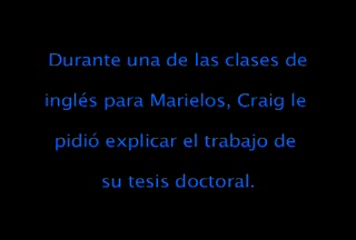 Durante una de las clases de
inglés para Marielos, Craig le
pidió explicar el trabajo de
su tesis doctoral.